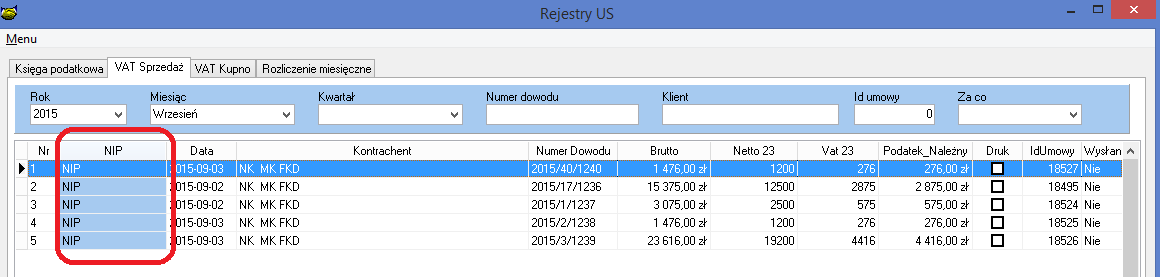 Rejestry US
Menu
Księga podatkowa VAT Sprzedaż VAT Kupno Rozliczenie miesięczne
Rok Miesiąc Kwartał Numer dowodu Klient Id umowy Za co
2015 Wrzesień 0
Nr NIP Data Kontrachent Numer Dowodu Brutto Netto 23 Vat 23 Podatek_Należny Druk IdUmowy Wysłan
1 NIP 2015-09-03 NK MK FKD 2015/40/1240 1 476,00 zł 1200 276 276,00 zł 18527 Nie
2 NIP 2015-09-02 NK MK FKD 2015/17/1236 15 375,00 zł 12500 2875 2 875,00 zł 18495 Nie
3 NIP 2015-09-02 NK MK FKD 2015/1/1237 3 075,00 zł 2500 575 575,00 zł 18524 Nie
4 NIP 2015-09-03 NK MK FKD 2015/2/1238 1 476,00 zł 1200 276 276,00 zł 18525 Nie
5 NIP 2015-09-03 NK MK FKD 2015/3/1239 23 616,00 zł 19200 4416 4 416,00 zł 18526 Nie